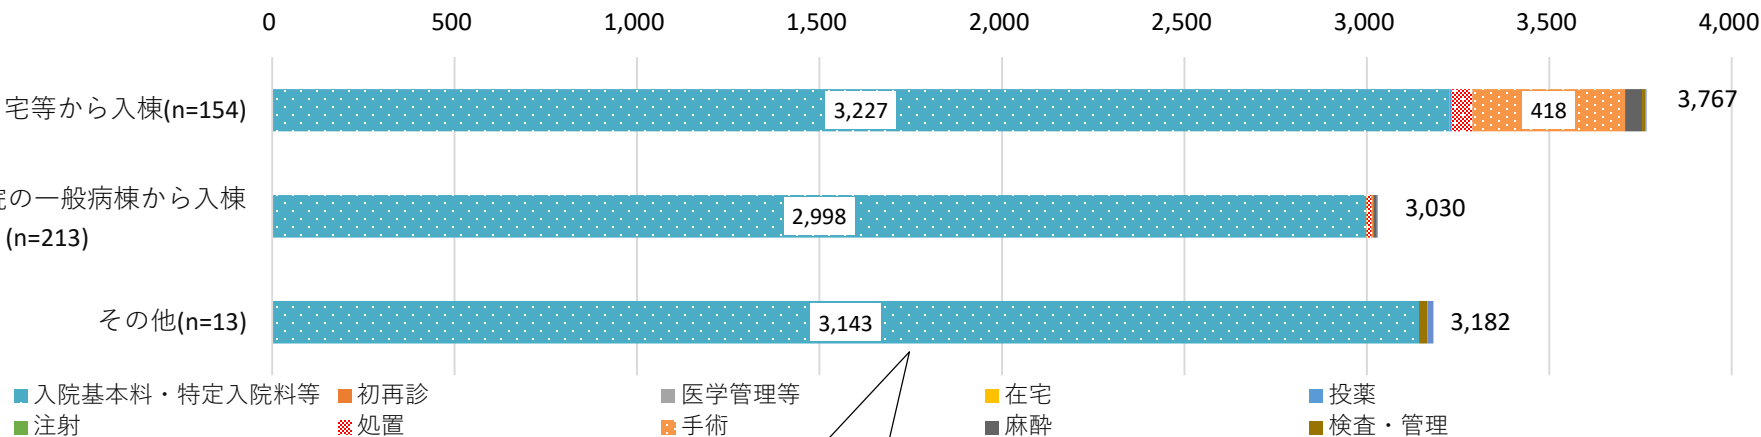 0 500 1,000 1,500 2,000 2,500 3,000 3,500 4,000
宅等から入棟(n=154) 3,227 418 3,767
の一般病棟から入棟
(n=213) 2,998 3,030
その他(n=13) 3,143 3,182
入院基本料・特定入院料等 初再診 医学管理等 在宅 投薬
注射 処置 手術 麻酔 検査・管理